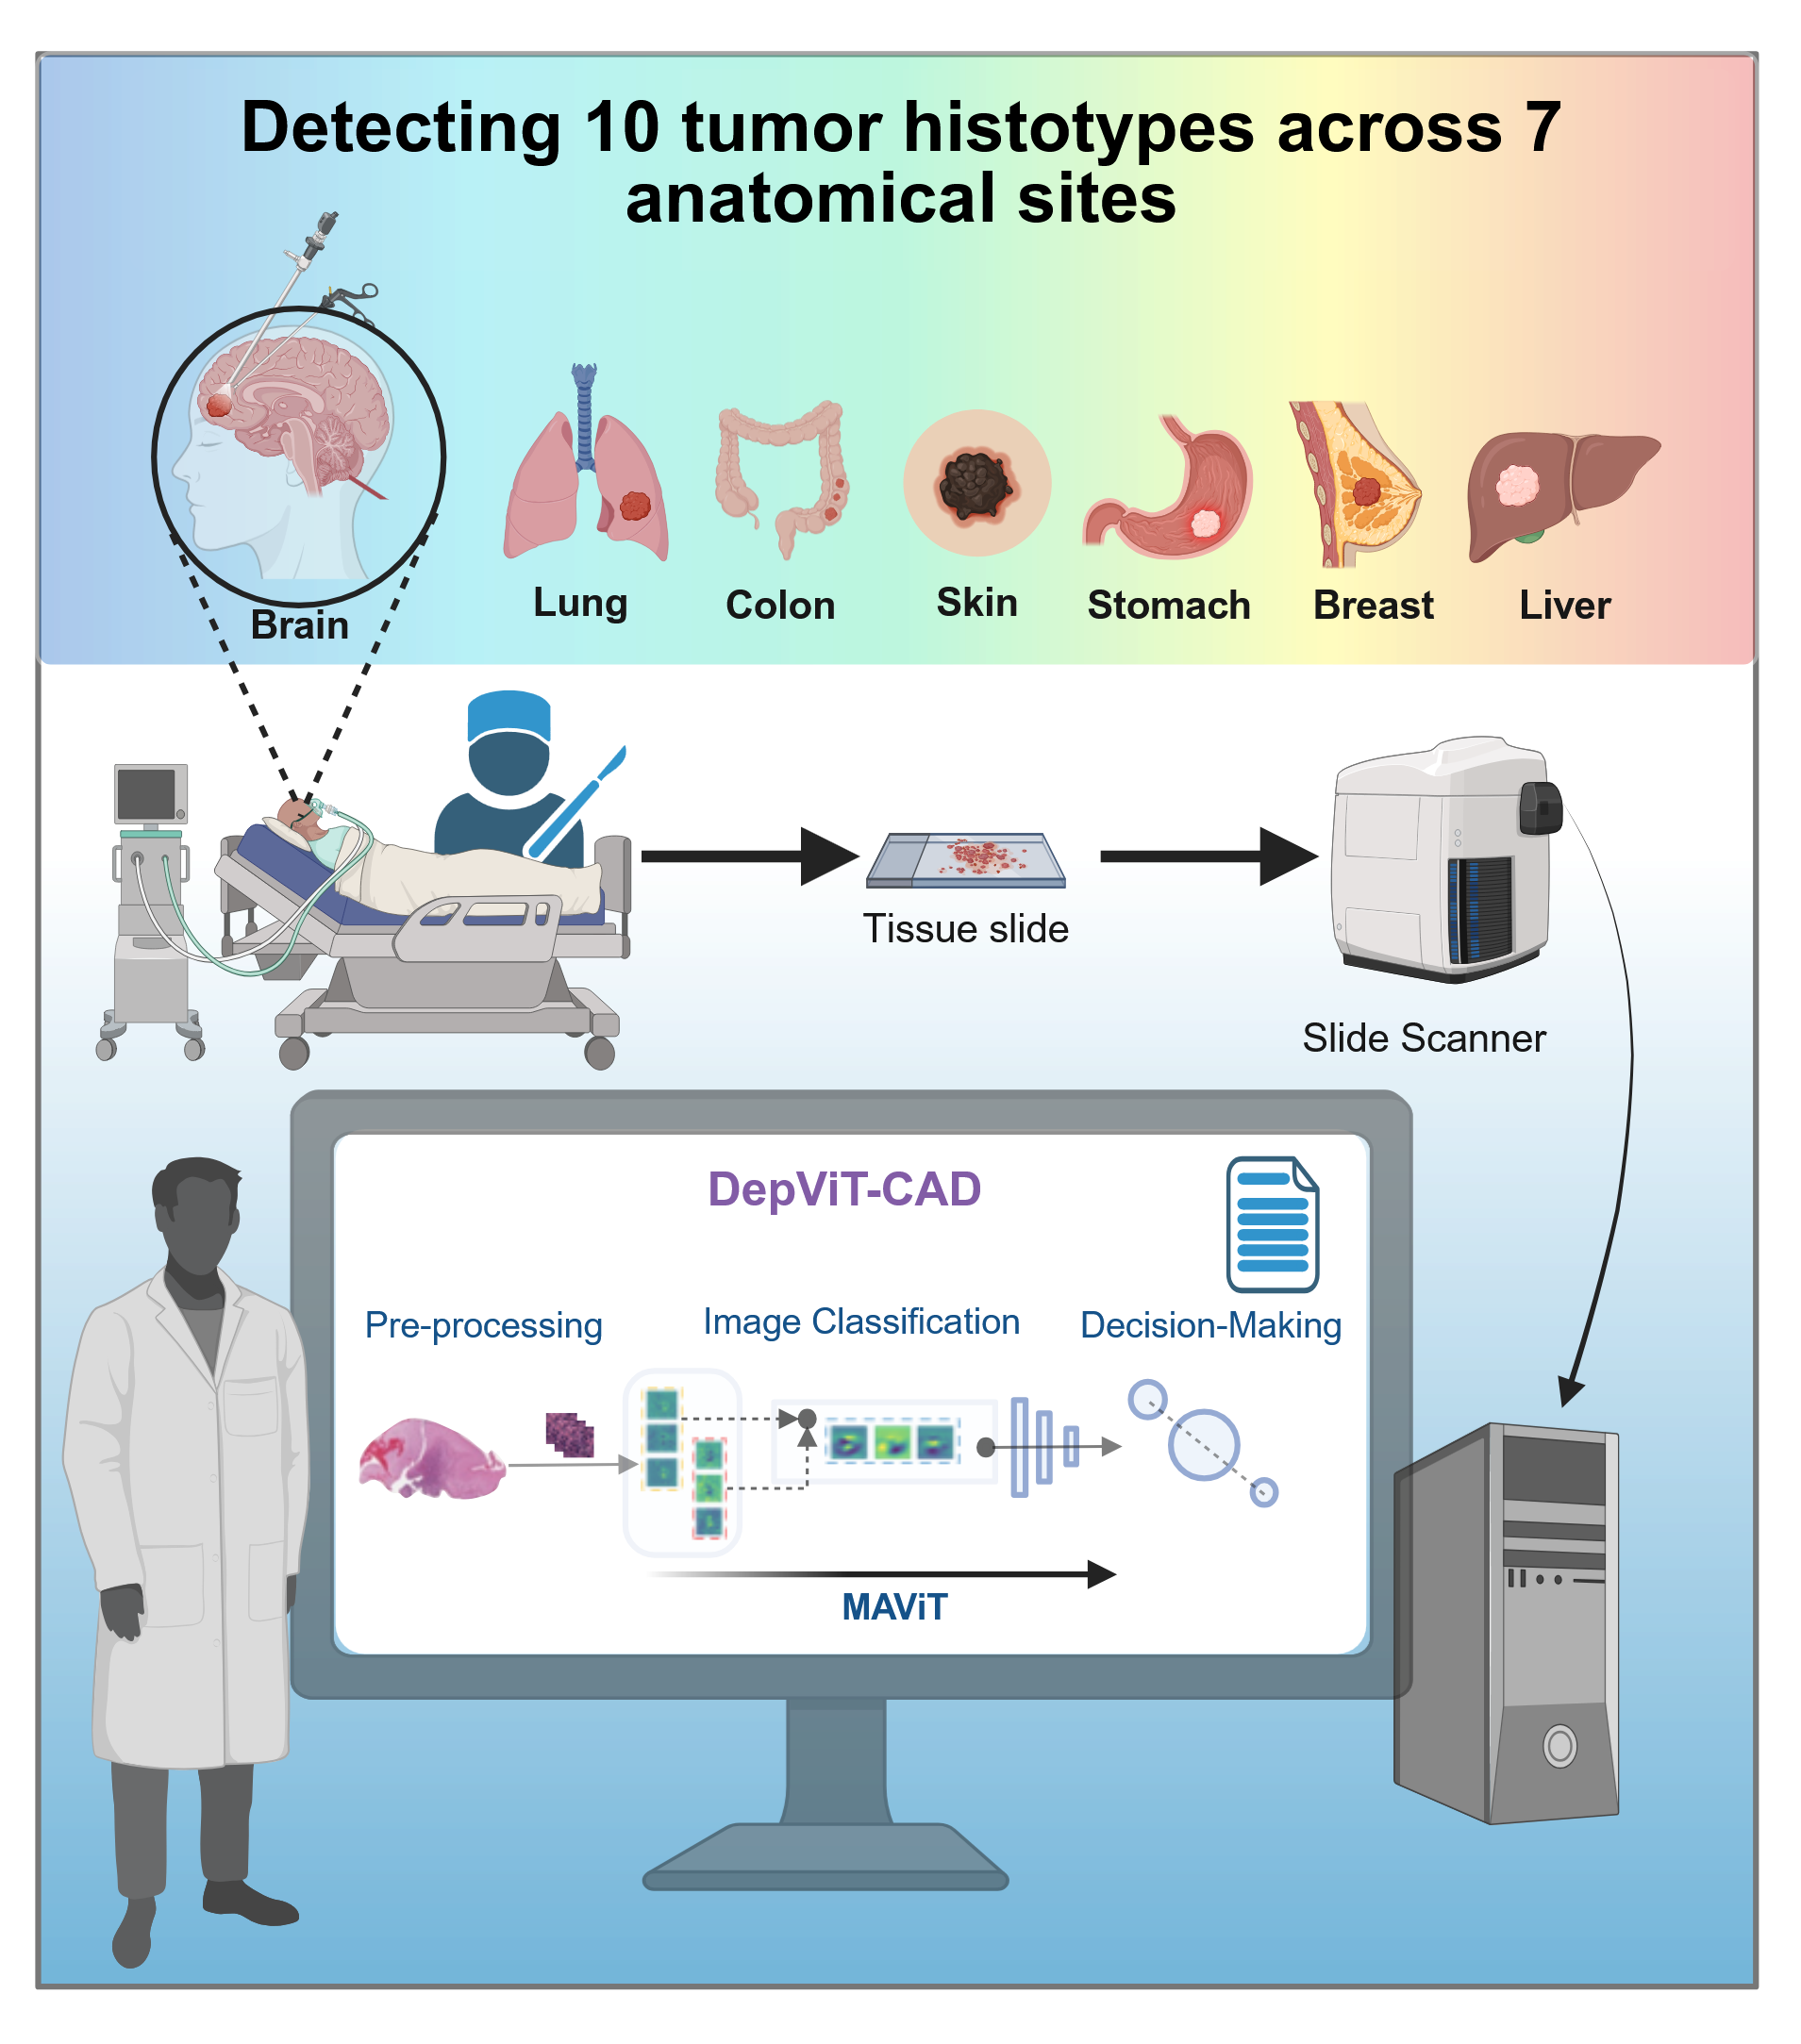 Detecting 10 tumor histotypes across 7
anatomical sites
Brain
Lung
Colon
Skin
Stomach
Breast
Liver
Tissue slide
Slide Scanner
DepViT-CAD
Pre-processing
Image Classification
Decision-Making
MAViT